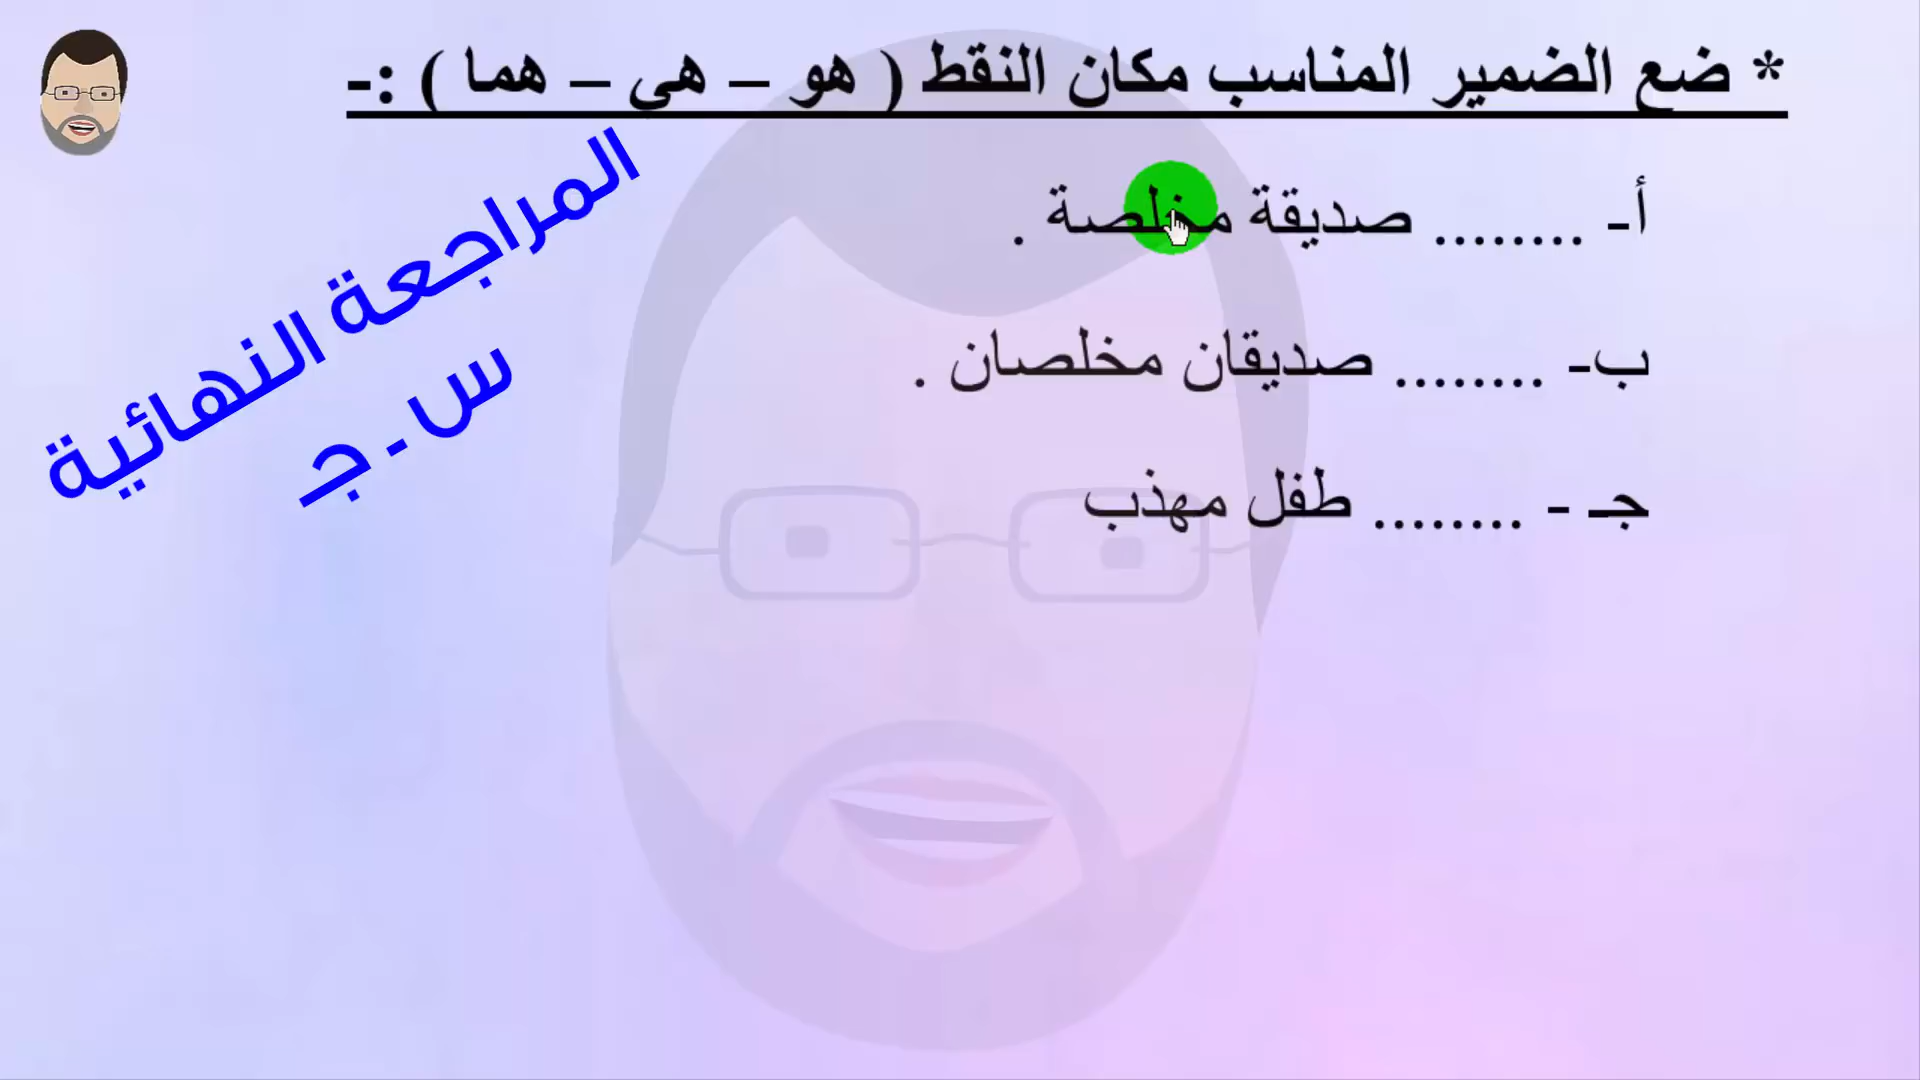 * ضع الضمير المناسب مكان النقط ( هو – هي – هما ) :-
أ- ........ صديقة مخلصة .
ب- ........ صديقان مخلصان .
جـ - ........ طفل مهذب
المراجعة النهائية
س - جـ